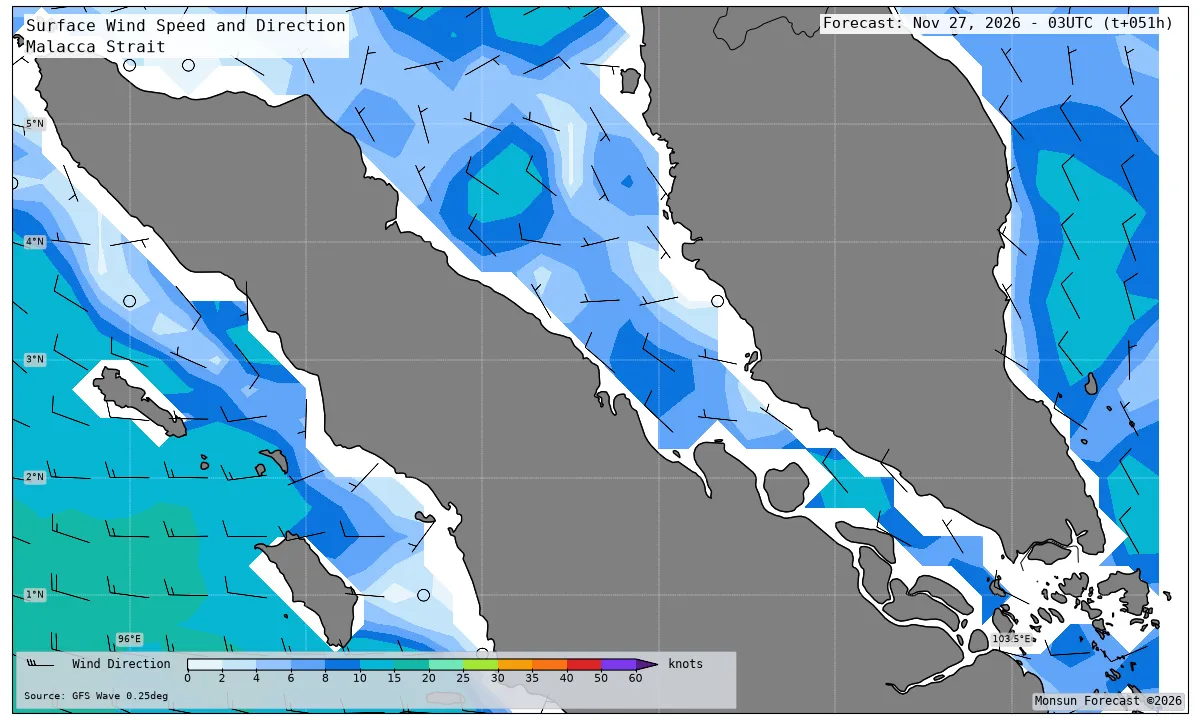 Surface Wind Speed and Direction
Malacca Strait
Forecast: Nov 27, 2026 - 03UTC (t+051h)
5°N
4°N
3°N
2°N
1°N
96°E
103.5°E
Wind Direction
knots
0 2 4 6 8 10 15 20 25 30 35 40 50 60
Source: GFS Wave 0.25deg
Monsun Forecast ©2026